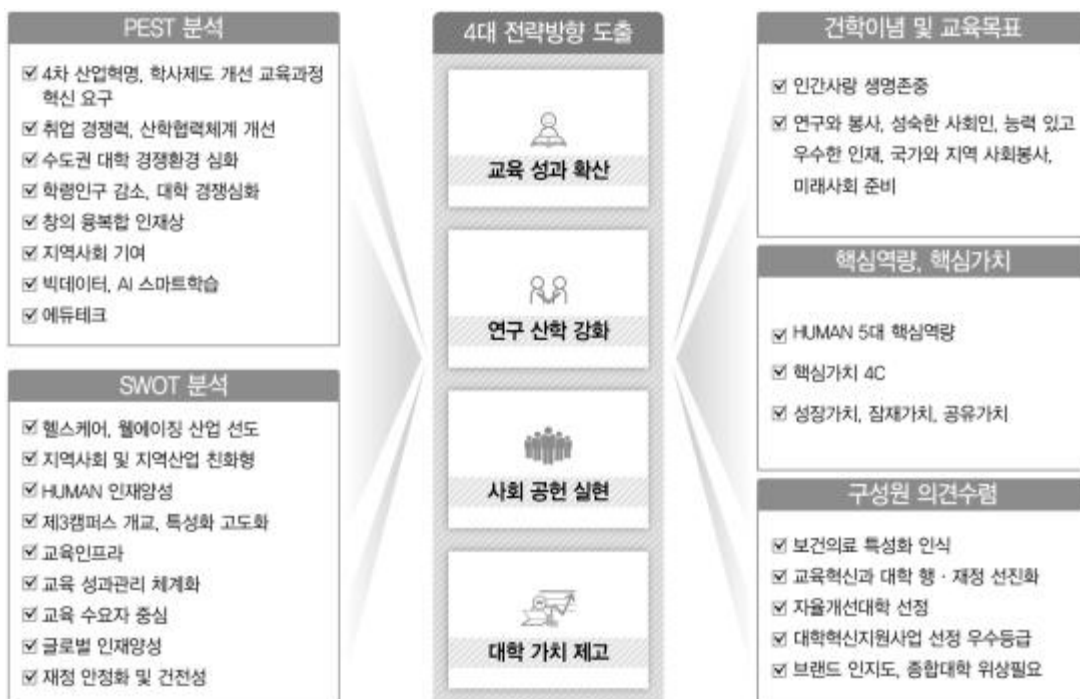 PEST 분석
4차 산업혁명, 학사제도 개선 교육과정
혁신 요구
취업 경쟁력, 산학협력체계 개선
수도권 대학 경쟁환경 심화
학령인구 감소, 대학 경쟁심화
창의 융복합 인재상
지역사회 기여
빅데이터, AI 스마트학습
에듀테크
SWOT 분석
헬스케어, 웰에이징 산업 선도
지역사회 및 지역산업 친화형
HUMAN 인재양성
제3캠퍼스 개교, 특성화 고도화
교육인프라
교육 성과관리 체계화
교육 수요자 중심
글로벌 인재양성
재정 안정화 및 건전성
4대 전략방향 도출
교육 성과 확산
연구 산학 강화
사회 공헌 실현
대학 가치 제고
건학이념 및 교육목표
인간사랑 생명존중
연구와 봉사, 성숙한 사회인, 능력 있고
우수한 인재, 국가와 지역 사회봉사,
미래사회 준비
핵심역량, 핵심가치
HUMAN 5대 핵심역량
핵심가치 4C
성장가치, 잠재가치, 공유가치
구성원 의견수렴
보건의료 특성화 인식
교육혁신과 대학 행 · 재정 선진화
자율개선대학 선정
대학혁신지원사업 선정 우수등급
브랜드 인지도, 종합대학 위상필요